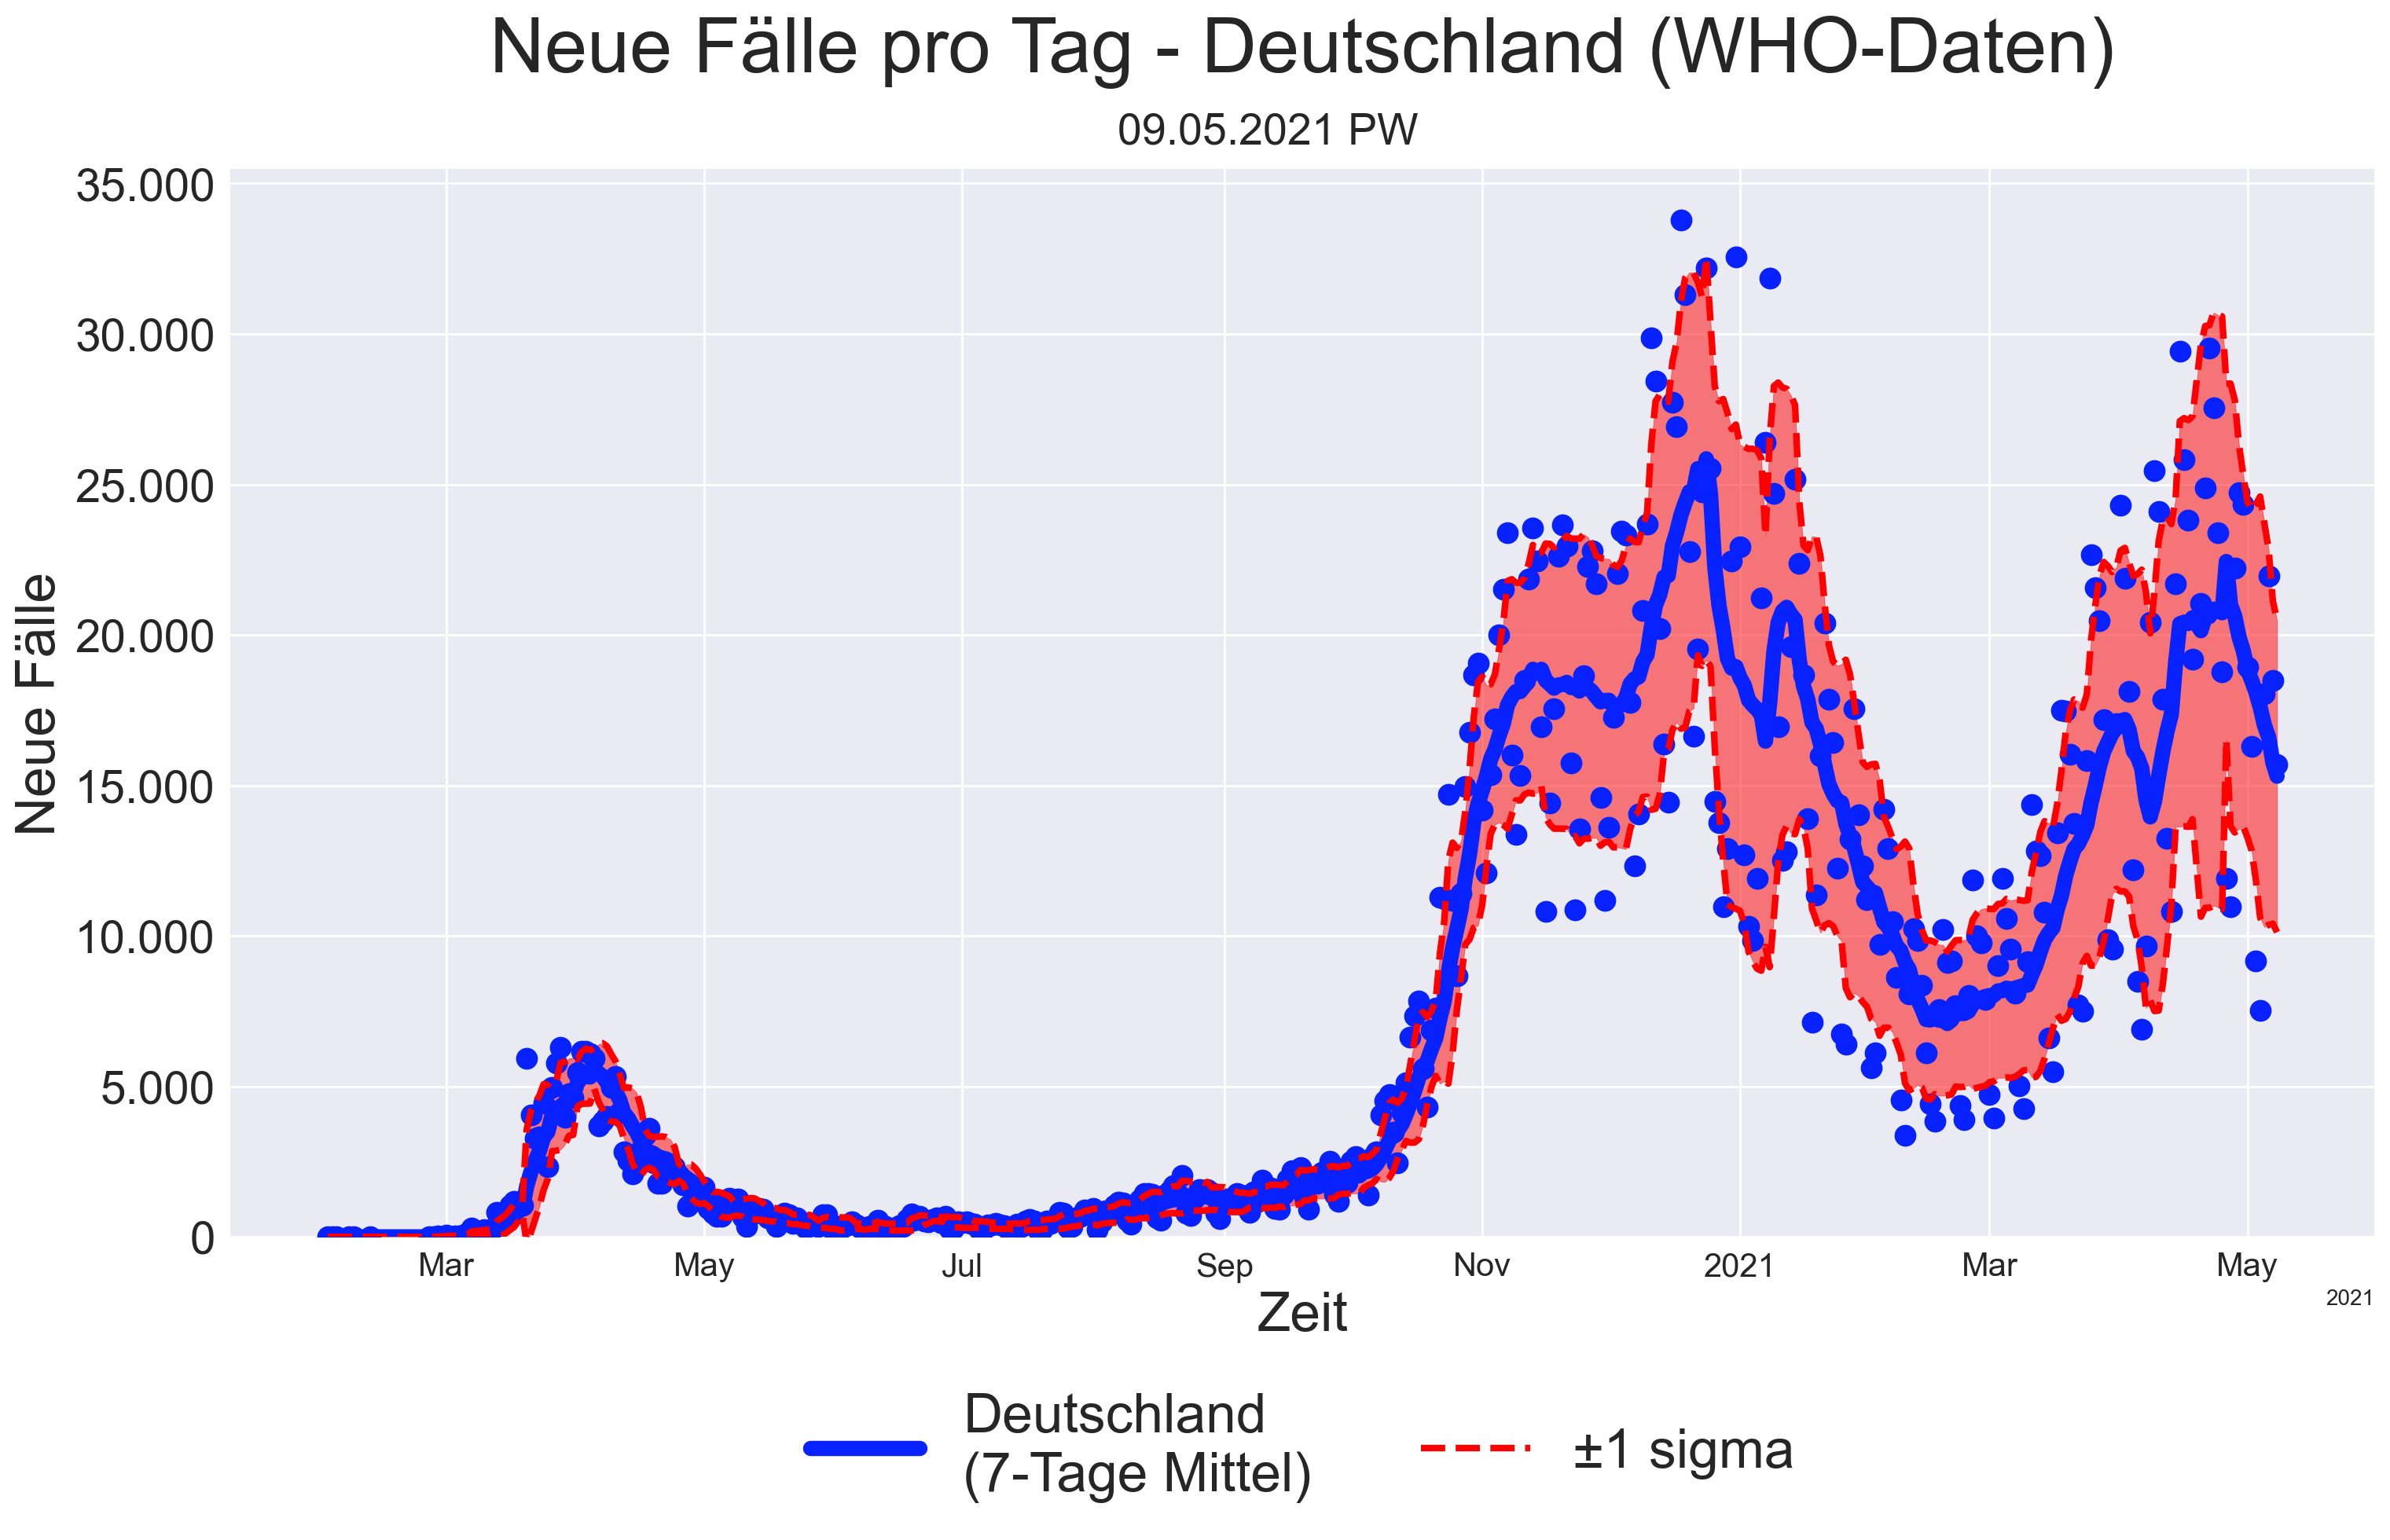 Neue Fälle pro Tag - Deutschland (WHO-Daten)
09.05.2021 PW
35.000
30.000
25.000
20.000
15.000
10.000
5.000
0
Neue Fälle
Mar May Jul Sep Nov 2021 Mar May
2021
Zeit
Deutschland
(7-Tage Mittel)
±1 sigma